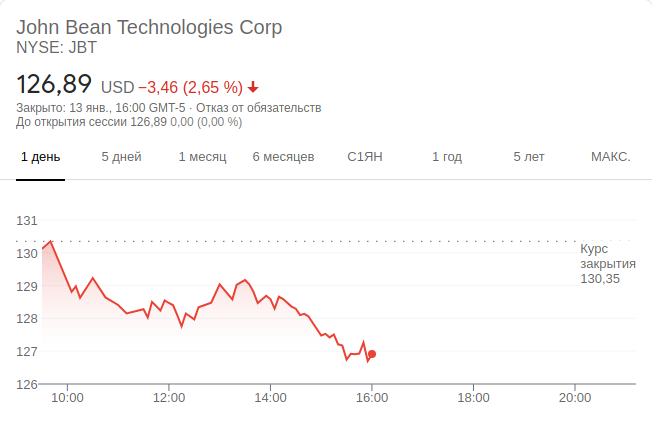 John Bean Technologies Corp
NYSE: JBT
126,89 USD −3,46 (2,65 %)
Закрыто: 13 янв., 16:00 GMT-5 · Отказ от обязательств
До открытия сессии 126,89 0,00 (0,00 %)
1 день 5 дней 1 месяц 6 месяцев С1ЯН 1 год 5 лет МАКС.
131
130
129
128
127
126
Курс
закрытия
130,35
10:00 12:00 14:00 16:00 18:00 20:00